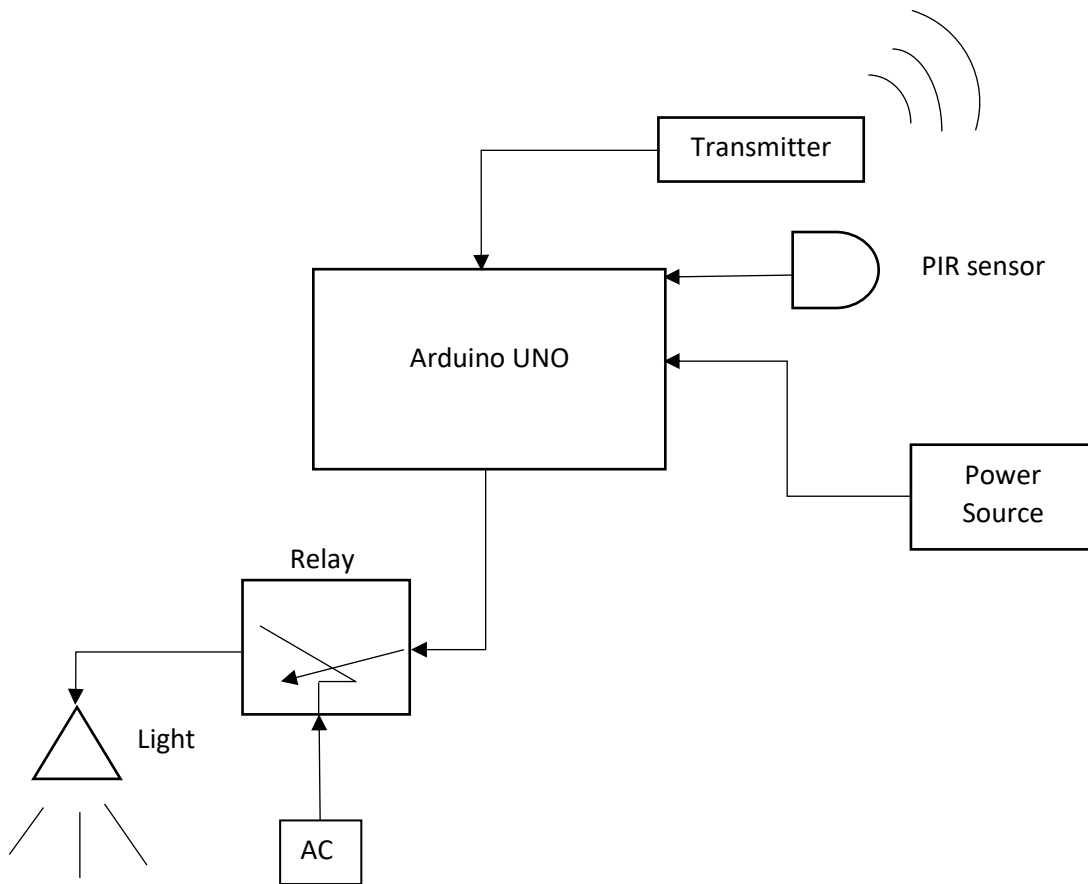 Transmitter
PIR sensor
Arduino UNO
Power
Source
Relay
Light
AC